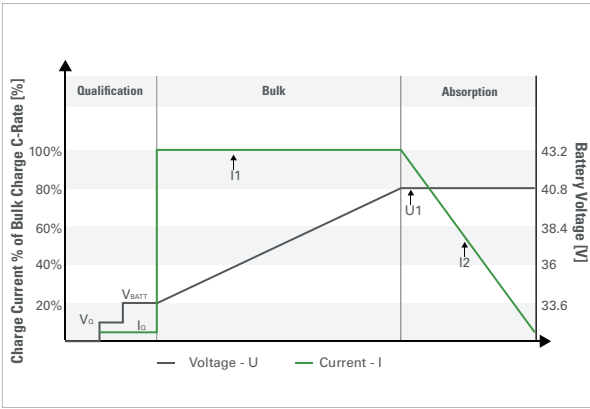 Qualification Bulk Absorption
Charge Current % of Bulk Charge C-Rate [%]
Battery Voltage [V]
100% 43.2
I1
80% 40.8
U1
60% 38.4
I2
40% 36
VBATT
20% 33.6
VQ IQ
Voltage - U Current - I